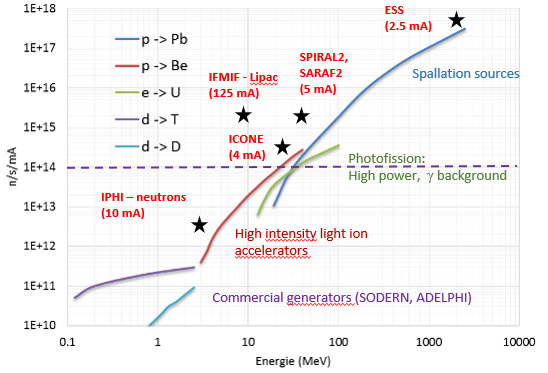 1E+18
1E+17
1E+16
1E+15
1E+14
1E+13
1E+12
1E+11
1E+10
n/s/mA
0.1
1
10
100
1000
10000
Energie (MeV)
p -> Pb
p -> Be
e -> U
d -> T
d -> D
ESS
(2.5 mA)
IFMIF - Lipac
(125 mA)
SPIRAL2,
SARAF2
(5 mA)
ICONE
(4 mA)
IPHI – neutrons
(10 mA)
Spallation sources
Photofission:
High power, γ background
High intensity light ion
accelerators
Commercial generators (SODERN, ADELPHI)